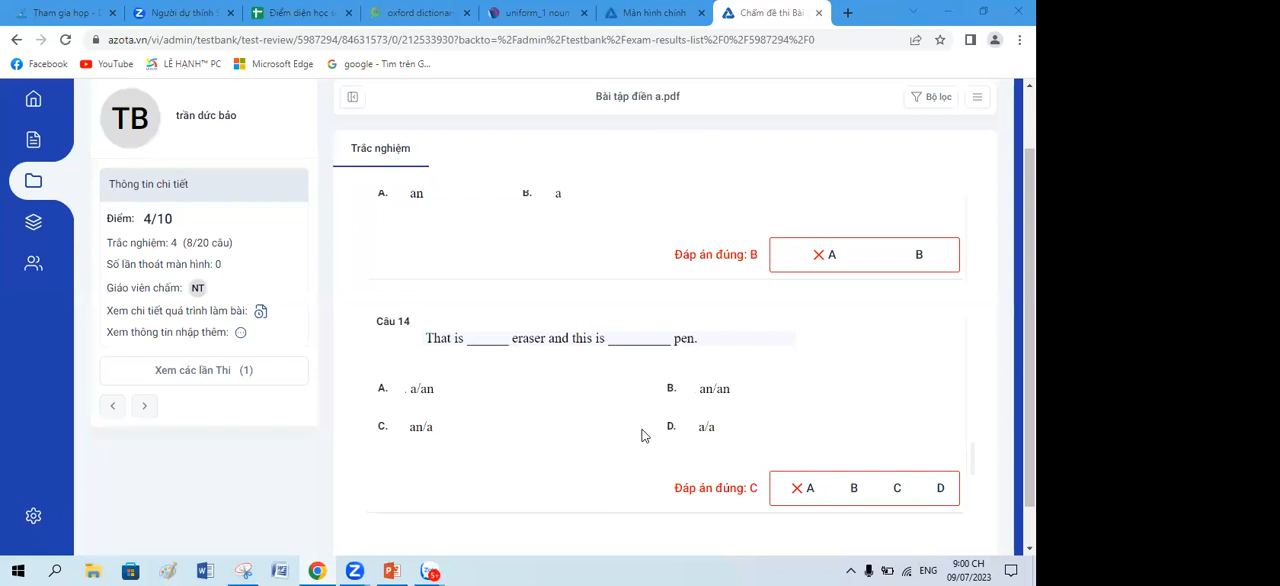 Tham gia họp - 
Người dự thính
Điểm diện học
oxford dictionar
uniform_1 noun
Màn hình chính
Chấm đề thi Bài
azota.vn/vi/admin/testbank/test-review/5987294/84631573/0/212533930?backto=%2Fadmin%2Ftestbank%2Fexam-results-list%2F0%2F5987294%2F0
Facebook
YouTube
LÊ HẠNH™ PC
Microsoft Edge
google - Tìm trên G...
TB
trần dức bảo
Thông tin chi tiết
Điểm: 4/10
Trắc nghiệm: 4 (8/20 câu)
Số lần thoát màn hình: 0
Giáo viên chấm: NT
Xem chi tiết quá trình làm bài:
Xem thông tin nhập thêm:
Xem các lần Thi (1)
Bài tập điền a.pdf
Bộ lọc
Trắc nghiệm
A. an B. a
Đáp án đúng: B A B
Câu 14
That is ______ eraser and this is _________ pen.
A. . a/an B. an/an
C. an/a D. a/a
Đáp án đúng: C A B C D
5+
ENG
9:00 CH
09/07/2023